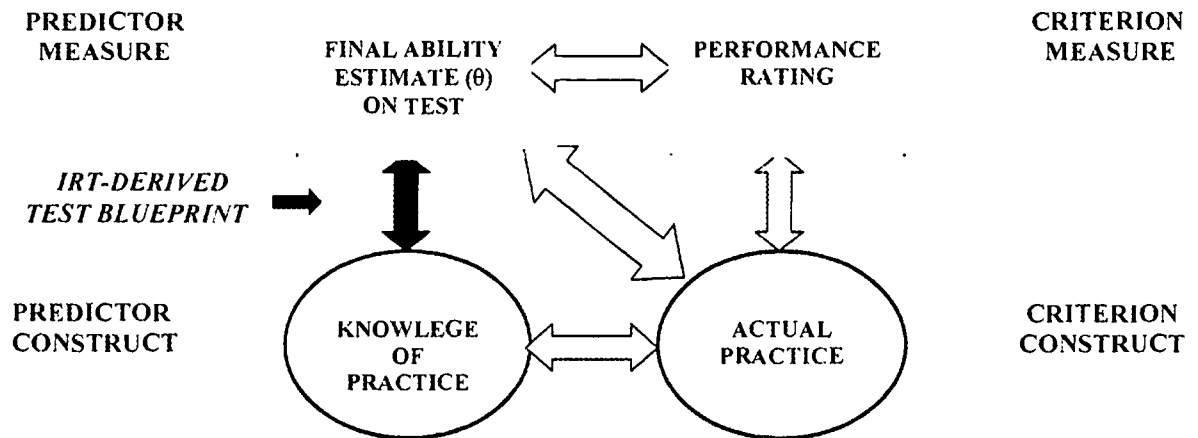 PREDICTOR
MEASURE
FINAL ABILITY
ESTIMATE (θ)
ON TEST
PERFORMANCE
RATING
CRITERION
MEASURE
IRT-DERIVED
TEST BLUEPRINT
PREDICTOR
CONSTRUCT
KNOWLEGE
OF
PRACTICE
ACTUAL
PRACTICE
CRITERION
CONSTRUCT